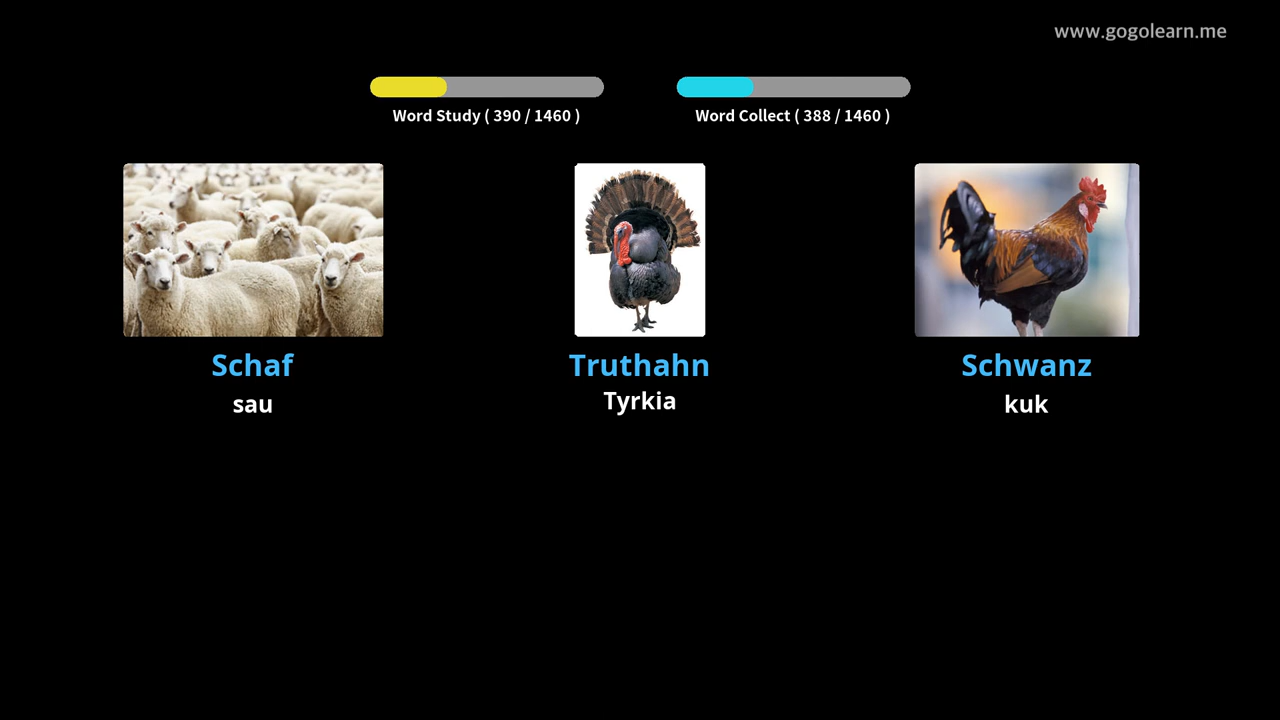 www.gogolearn.me
Word Study ( 390 / 1460 )
Word Collect ( 388 / 1460 )
Schaf
sau
Truthahn
Tyrkia
Schwanz
kuk